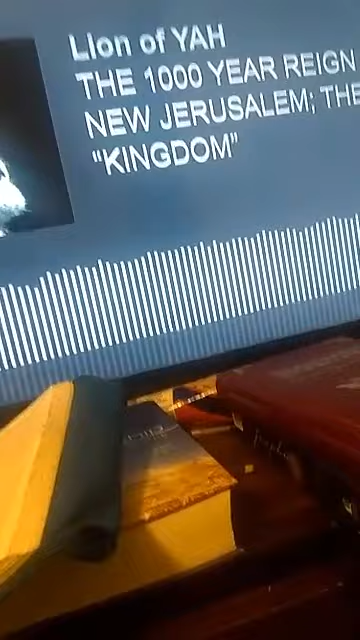 Lion of YAH
THE 1000 YEAR REIGN
NEW JERUSALEM; THE
"KINGDOM"